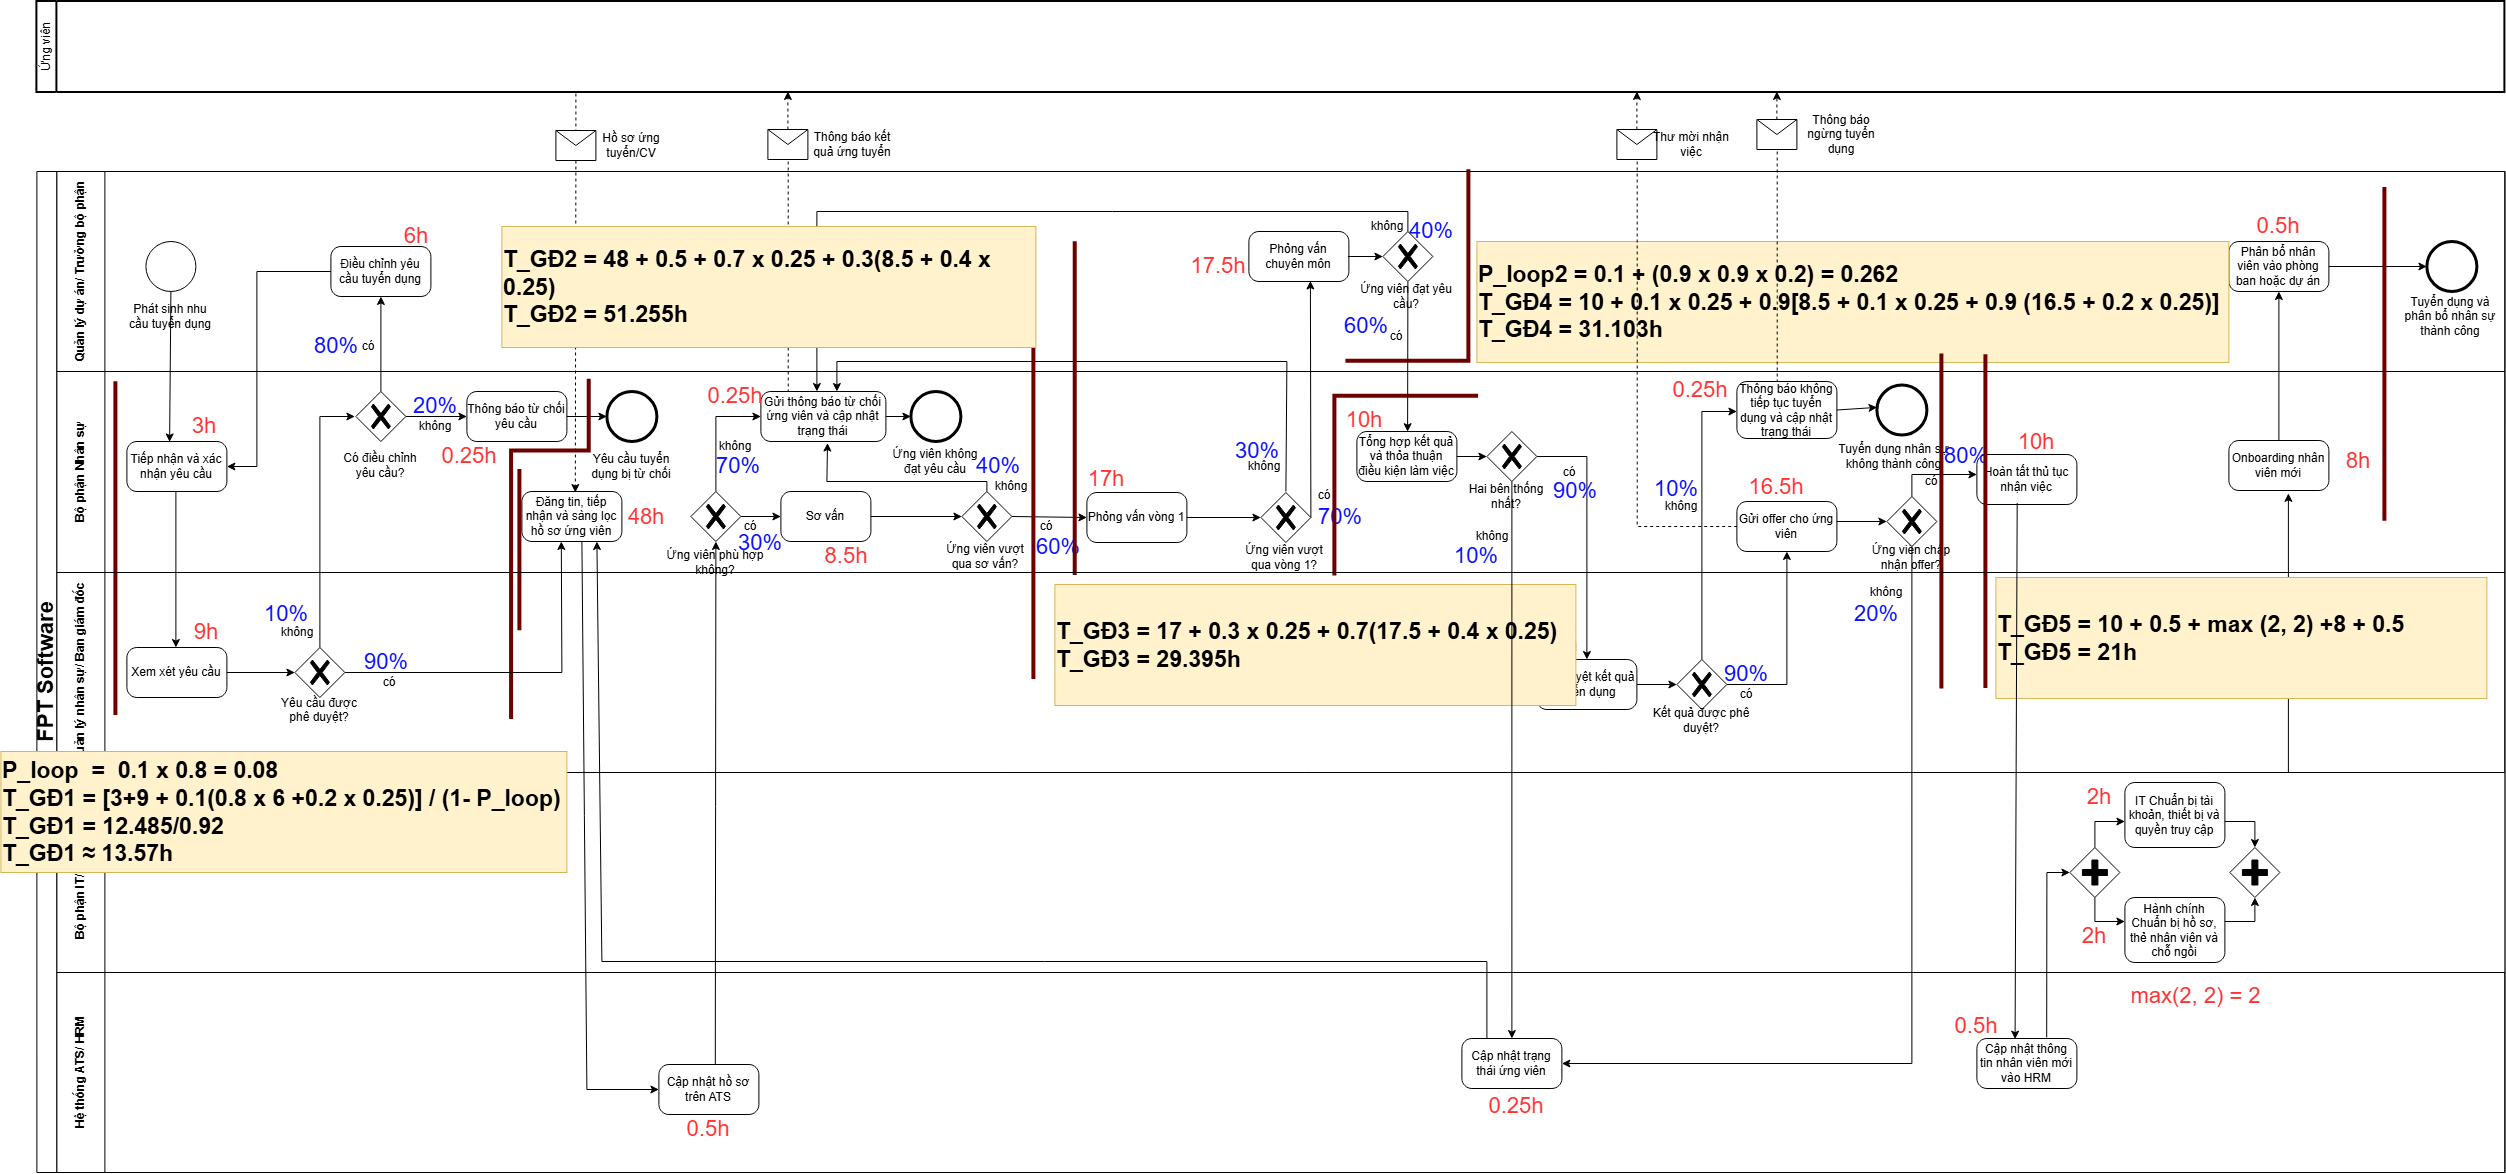 Ứng viên
Hồ sơ ứng
tuyển/CV
Thông báo kết
quả ứng tuyển
Thư mời nhận
việc
Thông báo
ngừng tuyển
dụng
FPT Software
Quản lý dự án/ Trưởng bộ phận
Phát sinh nhu
cầu tuyển dụng
6h
Điều chỉnh yêu
cầu tuyển dụng
80%
có
T_GĐ2 = 48 + 0.5 + 0.7 x 0.25 + 0.3(8.5 + 0.4 x
0.25)
T_GĐ2 = 51.255h
17.5h
Phỏng vấn
chuyên môn
không
40%
Ứng viên đạt yêu
cầu?
60%
có
P_loop2 = 0.1 + (0.9 x 0.9 x 0.2) = 0.262
T_GĐ4 = 10 + 0.1 x 0.25 + 0.9[8.5 + 0.1 x 0.25 + 0.9 (16.5 + 0.2 x 0.25)]
T_GĐ4 = 31.103h
0.5h
Phân bổ nhân
viên vào phòng
ban hoặc dự án
Tuyển dụng và
phân bổ nhân sự
thành công
Bộ phận Nhân sự
3h
Tiếp nhận và xác
nhận yêu cầu
Có điều chỉnh
yêu cầu?
20%
không
Thông báo từ chối
yêu cầu
0.25h
Yêu cầu tuyển
dụng bị từ chối
Đăng tin, tiếp
nhận và sàng lọc
hồ sơ ứng viên
48h
0.25h
Gửi thông báo từ chối
ứng viên và cập nhật
trạng thái
Ứng viên không
đạt yêu cầu
không
70%
Ứng viên phù hợp
không?
có
30%
Sơ vấn
8.5h
40%
không
Ứng viên vượt
qua sơ vấn?
có
60%
17h
Phỏng vấn vòng 1
30%
không
Ứng viên vượt
qua vòng 1?
có
70%
10h
Tổng hợp kết quả
và thỏa thuận
điều kiện làm việc
Hai bên thống
nhất?
có
90%
không
10%
0.25h
Thông báo không
tiếp tục tuyển
dụng và cập nhật
trạng thái
Tuyển dụng nhân sự
không thành công
10%
không
16.5h
Gửi offer cho ứng
viên
Ứng viên chấp
nhận offer?
80%
có
10h
Hoàn tất thủ tục
nhận việc
Onboarding nhân
viên mới
8h
uản lý nhân sự/ Ban giám đốc
9h
Xem xét yêu cầu
10%
không
90%
có
Yêu cầu được
phê duyệt?
T_GĐ3 = 17 + 0.3 x 0.25 + 0.7(17.5 + 0.4 x 0.25)
T_GĐ3 = 29.395h
yệt kết quả
ển dụng
90%
có
Kết quả được phê
duyệt?
không
20%
T_GĐ5 = 10 + 0.5 + max (2, 2) +8 + 0.5
T_GĐ5 = 21h
P_loop = 0.1 x 0.8 = 0.08
T_GĐ1 = [3+9 + 0.1(0.8 x 6 +0.2 x 0.25)] / (1- P_loop)
T_GĐ1 = 12.485/0.92
T_GĐ1 ≈ 13.57h
Bộ phận IT/
2h
IT Chuẩn bị tài
khoản, thiết bị và
quyền truy cập
2h
Hành chính
Chuẩn bị hồ sơ,
thẻ nhân viên và
chỗ ngồi
max(2, 2) = 2
Hệ thống ATS/ HRM
Cập nhật hồ sơ
trên ATS
0.5h
Cập nhật trạng
thái ứng viên
0.25h
0.5h
Cập nhật thông
tin nhân viên mới
vào HRM